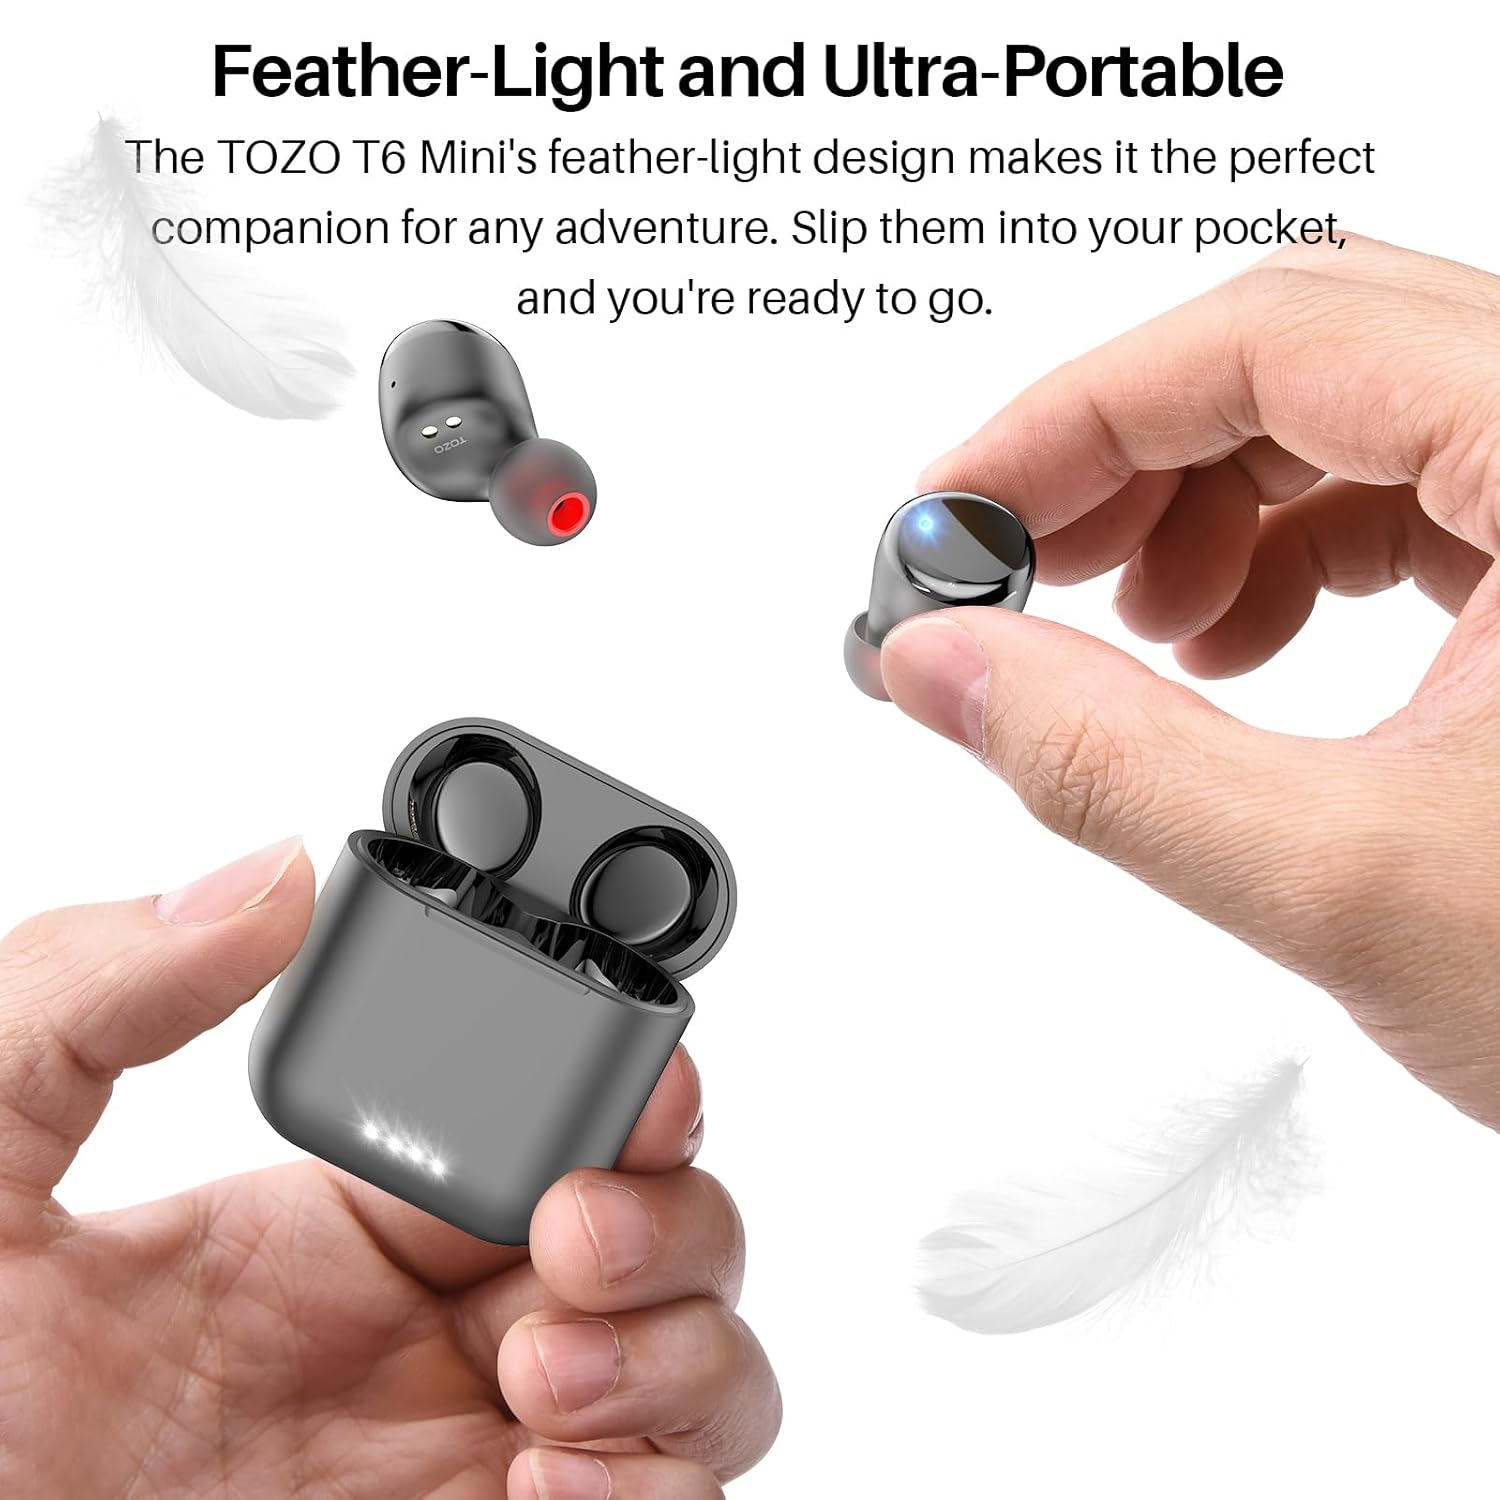 Feather-Light and Ultra-Portable
The TOZO T6 Mini's feather-light design makes it the perfect
companion for any adventure. Slip them into your pocket,
and you're ready to go.
TOZO